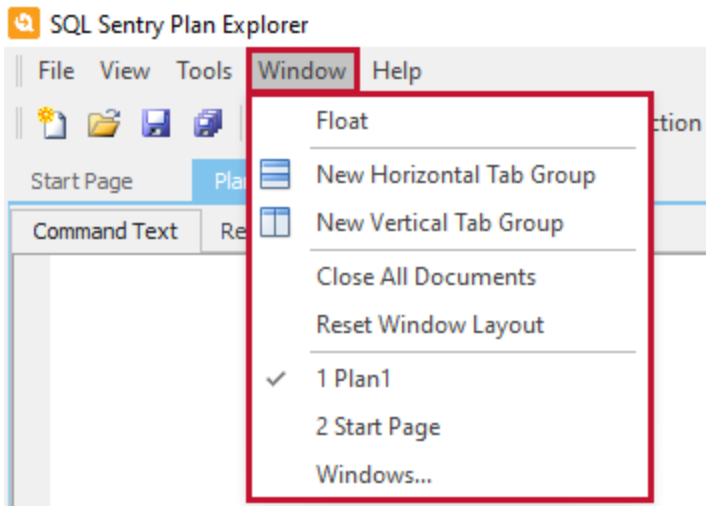 SQL Sentry Plan Explorer
File View Tools Window Help
Float
Start Page
New Horizontal Tab Group
Command Text
New Vertical Tab Group
Close All Documents
Reset Window Layout
1 Plan1
2 Start Page
Windows...